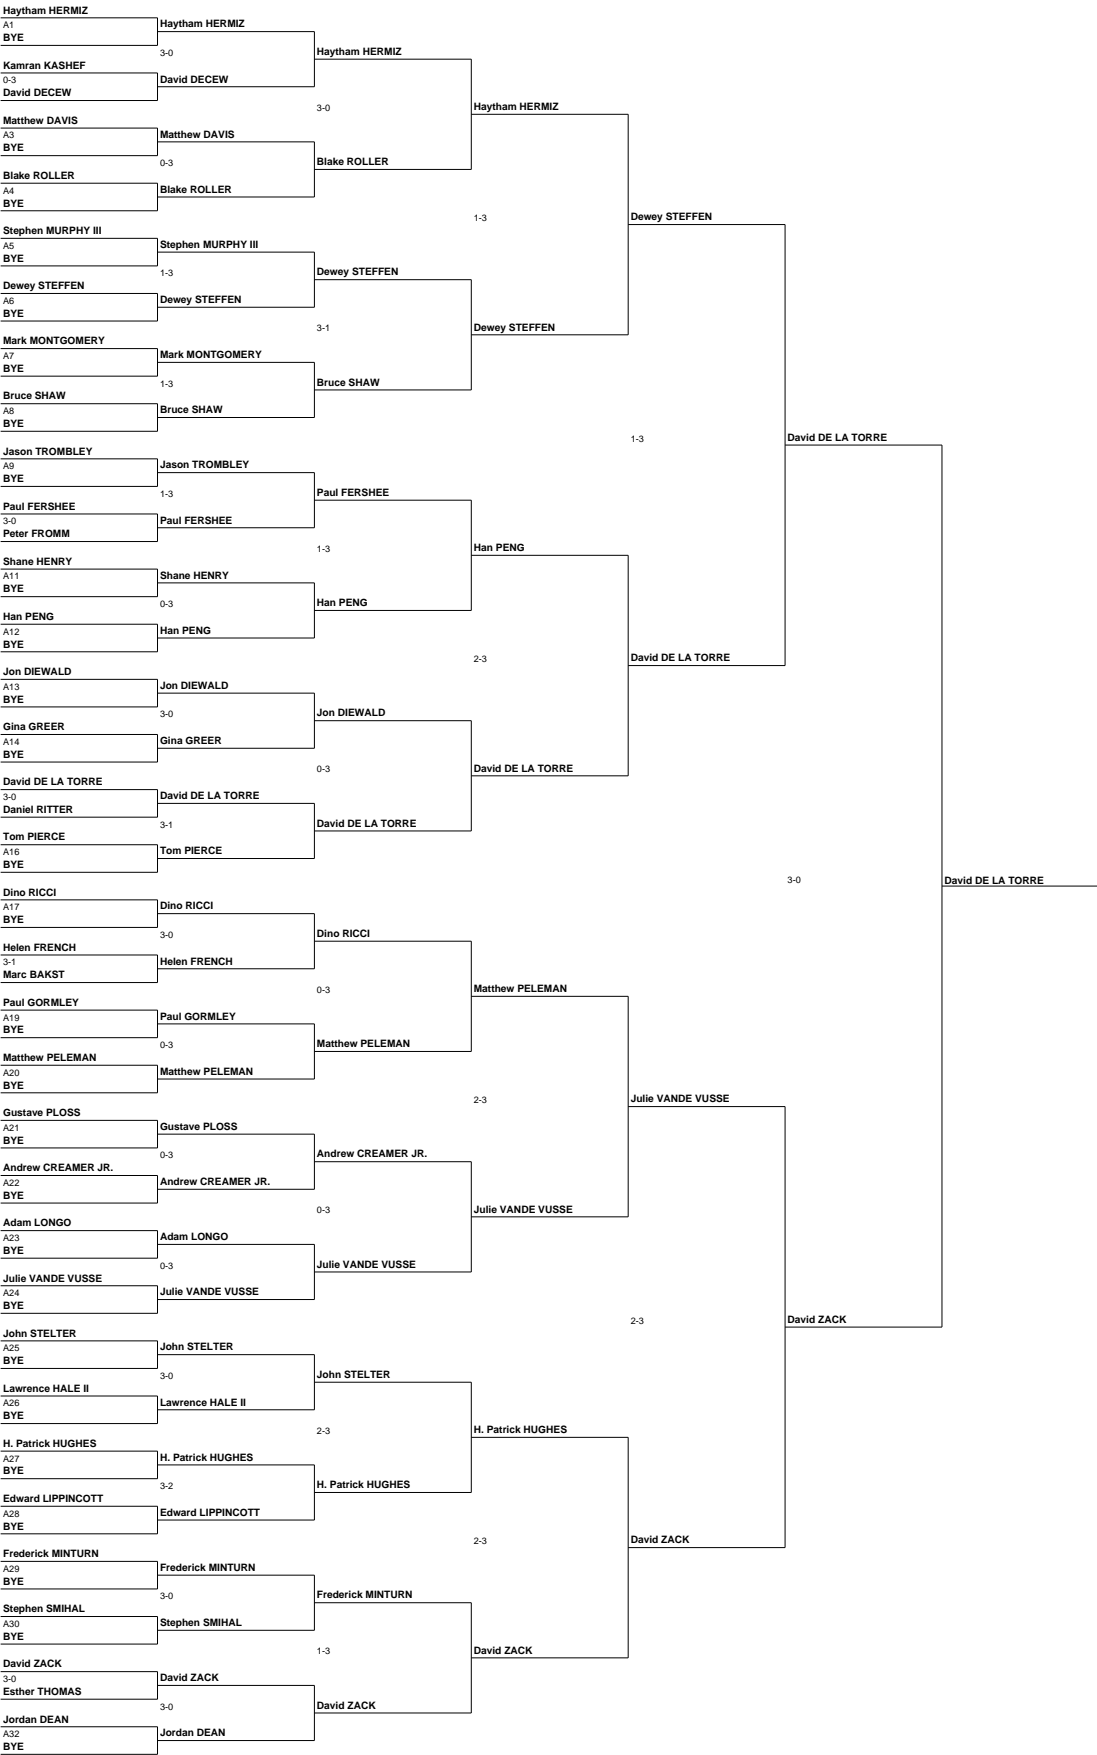 Haytham HERMIZ
A1
BYE
Kamran KASHEF
0-3
David DECEW
Matthew DAVIS
A3
BYE
Blake ROLLER
A4
BYE
Stephen MURPHY III
A5
BYE
Dewey STEFFEN
A6
BYE
Mark MONTGOMERY
A7
BYE
Bruce SHAW
A8
BYE
Jason TROMBLEY
A9
BYE
Paul FERSHEE
3-0
Peter FROMM
Shane HENRY
A11
BYE
Han PENG
A12
BYE
Jon DIEWALD
A13
BYE
Gina GREER
A14
BYE
David DE LA TORRE
3-0
Daniel RITTER
Tom PIERCE
A16
BYE
Dino RICCI
A17
BYE
Helen FRENCH
3-1
Marc BAKST
Paul GORMLEY
A19
BYE
Matthew PELEMAN
A20
BYE
Gustave PLOSS
A21
BYE
Andrew CREAMER JR.
A22
BYE
Adam LONGO
A23
BYE
Julie VANDE VUSSE
A24
BYE
John STELTER
A25
BYE
Lawrence HALE II
A26
BYE
H. Patrick HUGHES
A27
BYE
Edward LIPPINCOTT
A28
BYE
Frederick MINTURN
A29
BYE
Stephen SMIHAL
A30
BYE
David ZACK
3-0
Esther THOMAS
Jordan DEAN
A32
BYE
Haytham HERMIZ
3-0
David DECEW
Matthew DAVIS
0-3
Blake ROLLER
Stephen MURPHY III
1-3
Dewey STEFFEN
Mark MONTGOMERY
1-3
Bruce SHAW
Jason TROMBLEY
1-3
Paul FERSHEE
Shane HENRY
0-3
Han PENG
Jon DIEWALD
3-0
Gina GREER
David DE LA TORRE
3-1
Tom PIERCE
Dino RICCI
3-0
Helen FRENCH
Paul GORMLEY
0-3
Matthew PELEMAN
Gustave PLOSS
0-3
Andrew CREAMER JR.
Adam LONGO
0-3
Julie VANDE VUSSE
John STELTER
3-0
Lawrence HALE II
H. Patrick HUGHES
3-2
Edward LIPPINCOTT
Frederick MINTURN
3-0
Stephen SMIHAL
David ZACK
3-0
Jordan DEAN
Haytham HERMIZ
3-0
Blake ROLLER
Dewey STEFFEN
3-1
Bruce SHAW
Paul FERSHEE
1-3
Han PENG
Jon DIEWALD
0-3
David DE LA TORRE
Dino RICCI
0-3
Matthew PELEMAN
Andrew CREAMER JR.
0-3
Julie VANDE VUSSE
John STELTER
2-3
H. Patrick HUGHES
Frederick MINTURN
1-3
David ZACK
Haytham HERMIZ
1-3
Dewey STEFFEN
Han PENG
2-3
David DE LA TORRE
Matthew PELEMAN
2-3
Julie VANDE VUSSE
H. Patrick HUGHES
2-3
David ZACK
Dewey STEFFEN
1-3
David DE LA TORRE
Julie VANDE VUSSE
2-3
David ZACK
David DE LA TORRE
3-0
David ZACK
David DE LA TORRE